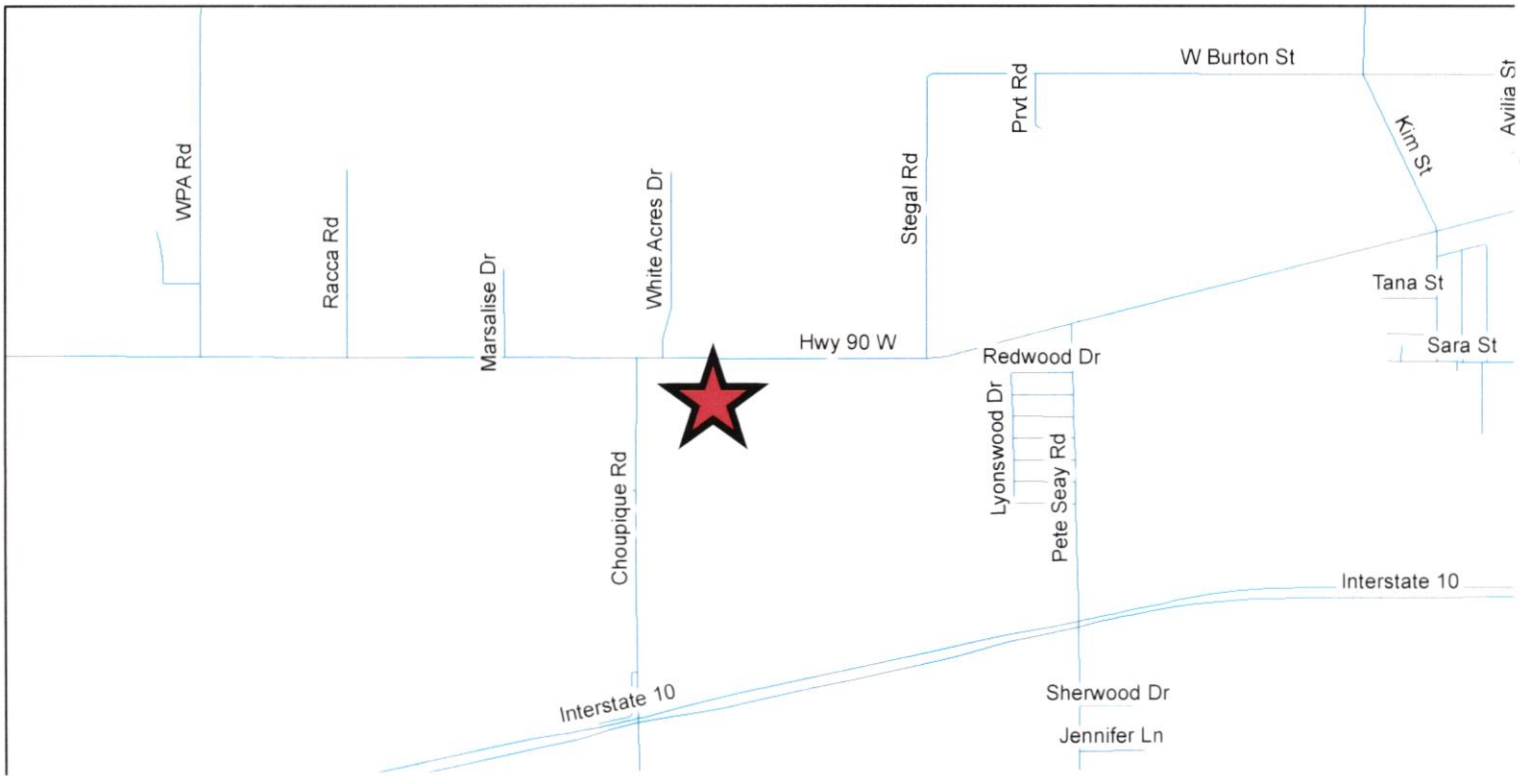 W Burton St
Prvt Rd
Avilia St
Kim St
WPA Rd
Racca Rd
Marsalise Dr
White Acres Dr
Stegal Rd
Tana St
Hwy 90 W
Redwood Dr
Sara St
Choupique Rd
Lyonswood Dr
Pete Seay Rd
Interstate 10
Interstate 10
Sherwood Dr
Jennifer Ln